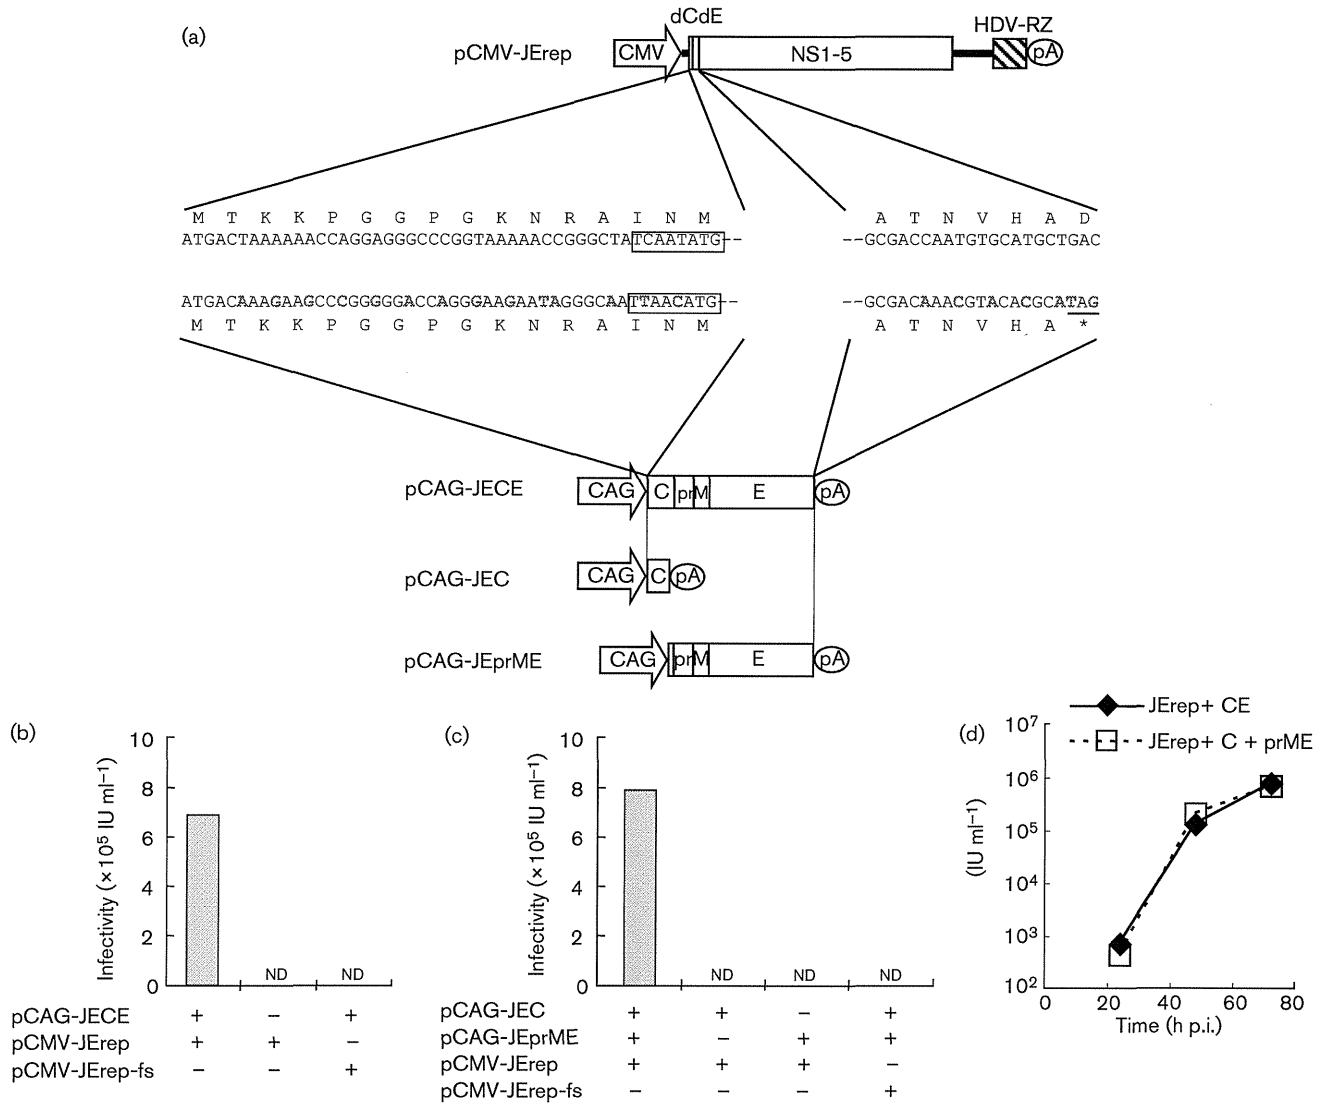 (a)
dCdE
HDV-RZ
pCMV-JErep CMV NS1-5 pA
M T K K P G G P G K N R A I N M A T N V H A D
ATGACTAAAAAACCAGGAGGGCCCGGTAAAAACCGGGCTATCAATATG-- --GCGACCAATGTGCATGCTGAC
ATGACAAAGAAGCCCGGGGGACCAGGGAAGAATAGGGCAATTAACATG-- --GCGACAAACGTACACGCATAG
M T K K P G G P G K N R A I N M A T N V H A *
pCAG-JECE CAG C pr M E pA
pCAG-JEC CAG C pA
pCAG-JEprME CAG pr M E pA
(b)
Infectivity (×10⁵ IU ml⁻¹)
10
8
6
4
2
0
ND ND
pCAG-JECE + – +
pCMV-JErep + + –
pCMV-JErep-fs – – +
(c)
Infectivity (×10⁵ IU ml⁻¹)
10
8
6
4
2
0
ND ND ND
pCAG-JEC + + – +
pCAG-JEprME + – + +
pCMV-JErep + + + –
pCMV-JErep-fs – – – +
(d)
JErep+ CE
JErep+ C + prME
(IU ml⁻¹)
10⁷
10⁶
10⁵
10⁴
10³
10²
0 20 40 60 80
Time (h p.i.)